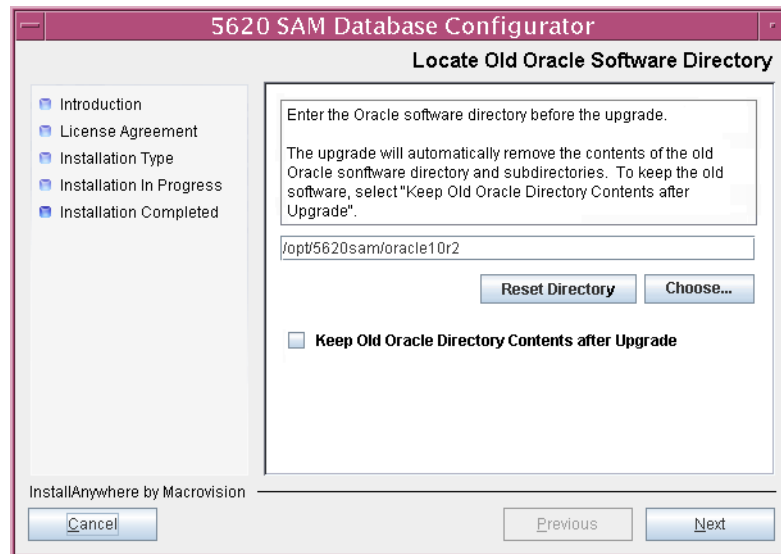 5620 SAM Database Configurator
Locate Old Oracle Software Directory
Introduction
License Agreement
Installation Type
Installation In Progress
Installation Completed
Enter the Oracle software directory before the upgrade.
The upgrade will automatically remove the contents of the old
Oracle sonftware directory and subdirectories. To keep the old
software, select "Keep Old Oracle Directory Contents after
Upgrade".
/opt/5620sam/oracle10r2
Reset Directory
Choose...
Keep Old Oracle Directory Contents after Upgrade
InstallAnywhere by Macrovision
Cancel
Previous
Next